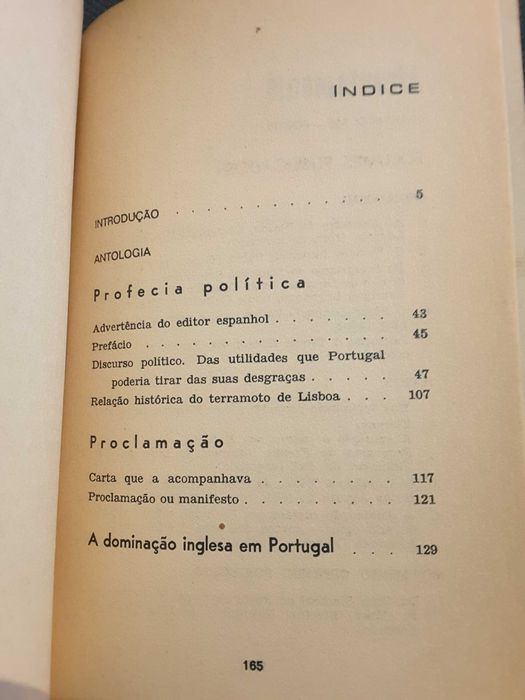 ÍNDICE
INTRODUÇÃO . . . . . . . . . . . . . 5
ANTOLOGIA
Profecia política
Advertência do editor espanhol . . . . . . . 43
Prefácio . . . . . . . . . . . . . . . 45
Discurso político. Das utilidades que Portugal
poderia tirar das suas desgraças . . . . . 47
Relação histórica do terramoto de Lisboa . . . 107
Proclamação
Carta que a acompanhava . . . . . . . . 117
Proclamação ou manifesto . . . . . . . . . 121
A dominação inglesa em Portugal . . . 129
165